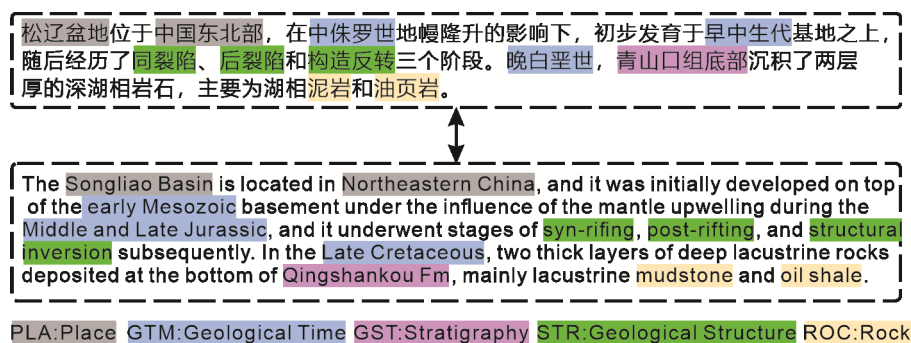 松辽盆地位于中国东北部，在中侏罗世地幔隆升的影响下，初步发育于早中生代基地之上，
随后经历了同裂陷、后裂陷和构造反转三个阶段。晚白垩世，青山口组底部沉积了两层
厚的深湖相岩石，主要为湖相泥岩和油页岩。
The Songliao Basin is located in Northeastern China, and it was initially developed on top
of the early Mesozoic basement under the influence of the mantle upwelling during the
Middle and Late Jurassic, and it underwent stages of syn-rifing, post-rifting, and structural
inversion subsequently. In the Late Cretaceous, two thick layers of deep lacustrine rocks
deposited at the bottom of Qingshankou Fm, mainly lacustrine mudstone and oil shale.
PLA:Place GTM:Geological Time GST:Stratigraphy STR:Geological Structure ROC:Rock